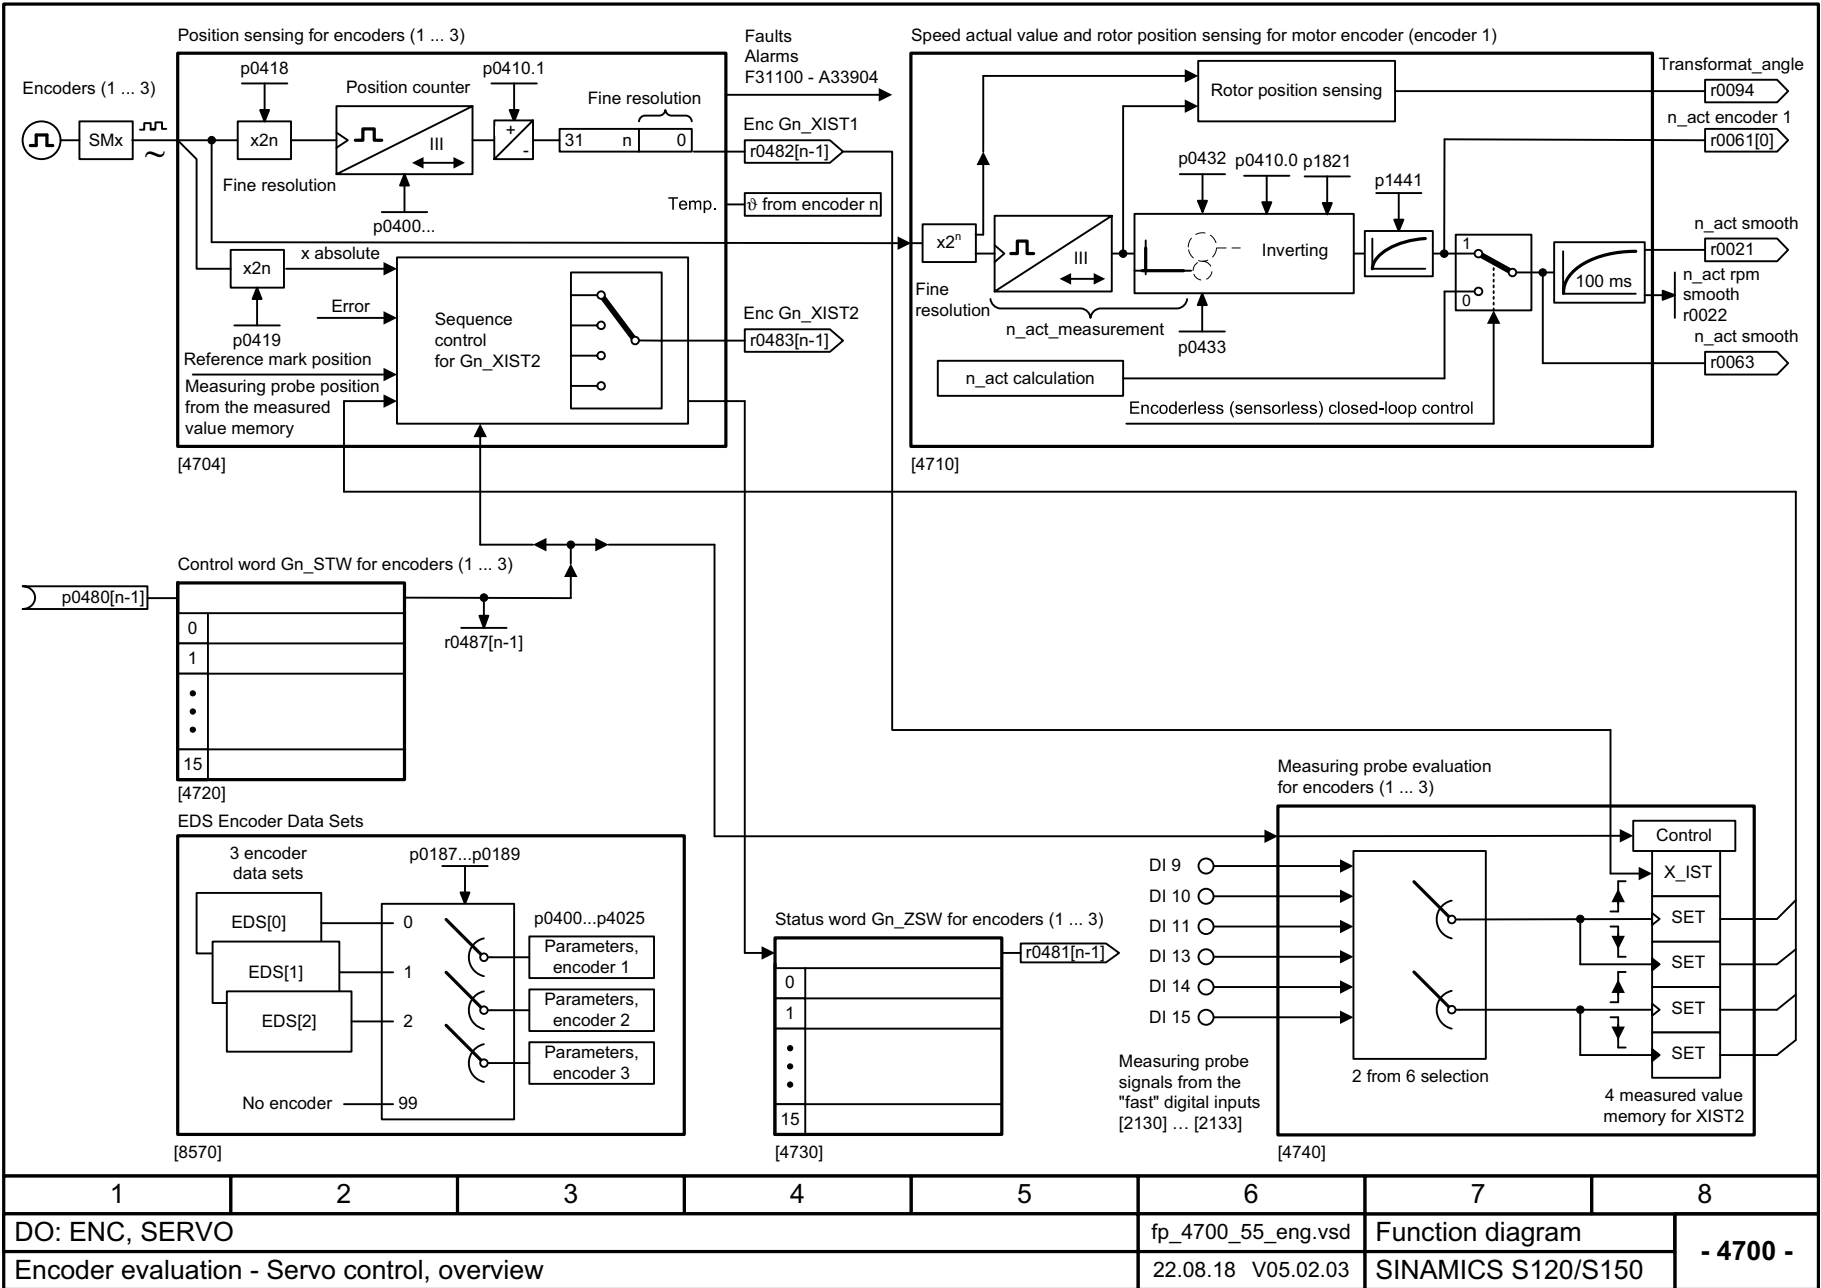 Position sensing for encoders (1 ... 3)
Encoders (1 ... 3)
SMx
p0418
x2n
Fine resolution
Position counter
III
p0400...
p0410.1
+
-
Fine resolution
31 n 0
Faults
Alarms
F31100 - A33904
Enc Gn_XIST1
r0482[n-1]
Temp.
ϑ from encoder n
x2n
p0419
x absolute
Error
Reference mark position
Measuring probe position
from the measured
value memory
Sequence
control
for Gn_XIST2
Enc Gn_XIST2
r0483[n-1]
[4704]
Speed actual value and rotor position sensing for motor encoder (encoder 1)
Rotor position sensing
Transformat_angle
r0094
n_act encoder 1
r0061[0]
p0432
p0410.0
p1821
p1441
x2ⁿ
Fine
resolution
III
n_act_measurement
Inverting
p0433
1
0
100 ms
n_act smooth
r0021
n_act rpm
smooth
r0022
n_act smooth
r0063
n_act calculation
Encoderless (sensorless) closed-loop control
[4710]
Control word Gn_STW for encoders (1 ... 3)
p0480[n-1]
0
1
15
r0487[n-1]
[4720]
EDS Encoder Data Sets
3 encoder
data sets
p0187...p0189
EDS[0]
EDS[1]
EDS[2]
0
1
2
No encoder
99
p0400...p4025
Parameters,
encoder 1
Parameters,
encoder 2
Parameters,
encoder 3
[8570]
Status word Gn_ZSW for encoders (1 ... 3)
r0481[n-1]
0
1
15
[4730]
Measuring probe evaluation
for encoders (1 ... 3)
DI 9
DI 10
DI 11
DI 13
DI 14
DI 15
Measuring probe
signals from the
"fast" digital inputs
[2130] ... [2133]
2 from 6 selection
Control
X_IST
SET
SET
SET
SET
4 measured value
memory for XIST2
[4740]
1 2 3 4 5 6 7 8
DO: ENC, SERVO
fp_4700_55_eng.vsd
Function diagram
- 4700 -
Encoder evaluation - Servo control, overview
22.08.18 V05.02.03
SINAMICS S120/S150